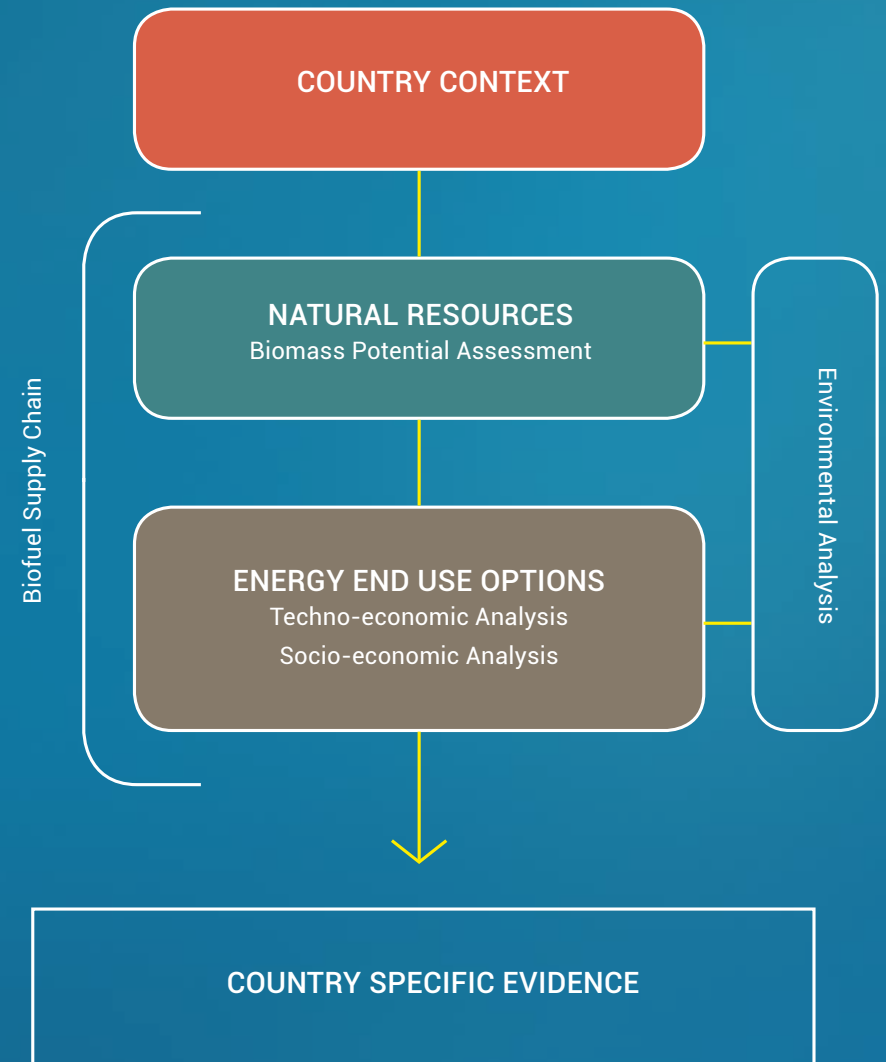 COUNTRY CONTEXT
NATURAL RESOURCES
Biomass Potential Assessment
Biofuel Supply Chain
Environmental Analysis
ENERGY END USE OPTIONS
Techno-economic Analysis
Socio-economic Analysis
COUNTRY SPECIFIC EVIDENCE